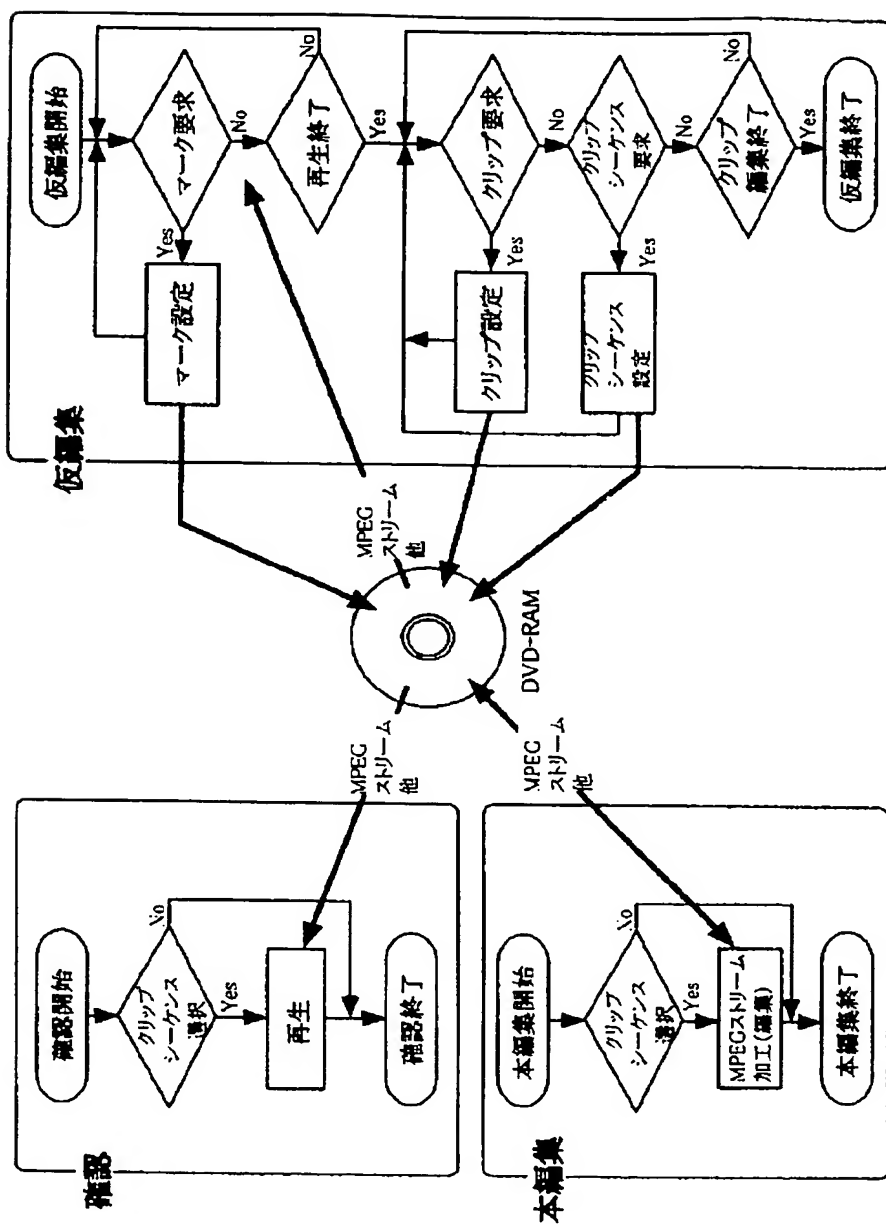 確認
確認開始
クリップ
シーケンス
選択
No
Yes
再生
確認終了
MPEG
ストリーム
他
本編集
本編集開始
クリップ
シーケンス
選択
No
Yes
MPEGストリーム
加工(編集)
本編集終了
MPEG
ストリーム
他
DVD-RAM
MPEG
ストリーム
他
仮編集
仮編集開始
マーク要求
Yes
No
マーク設定
再生終了
No
Yes
クリップ要求
Yes
No
クリップ設定
クリップ
シーケンス
要求
Yes
No
クリップ
シーケンス
設定
クリップ
編集終了
No
Yes
仮編集終了